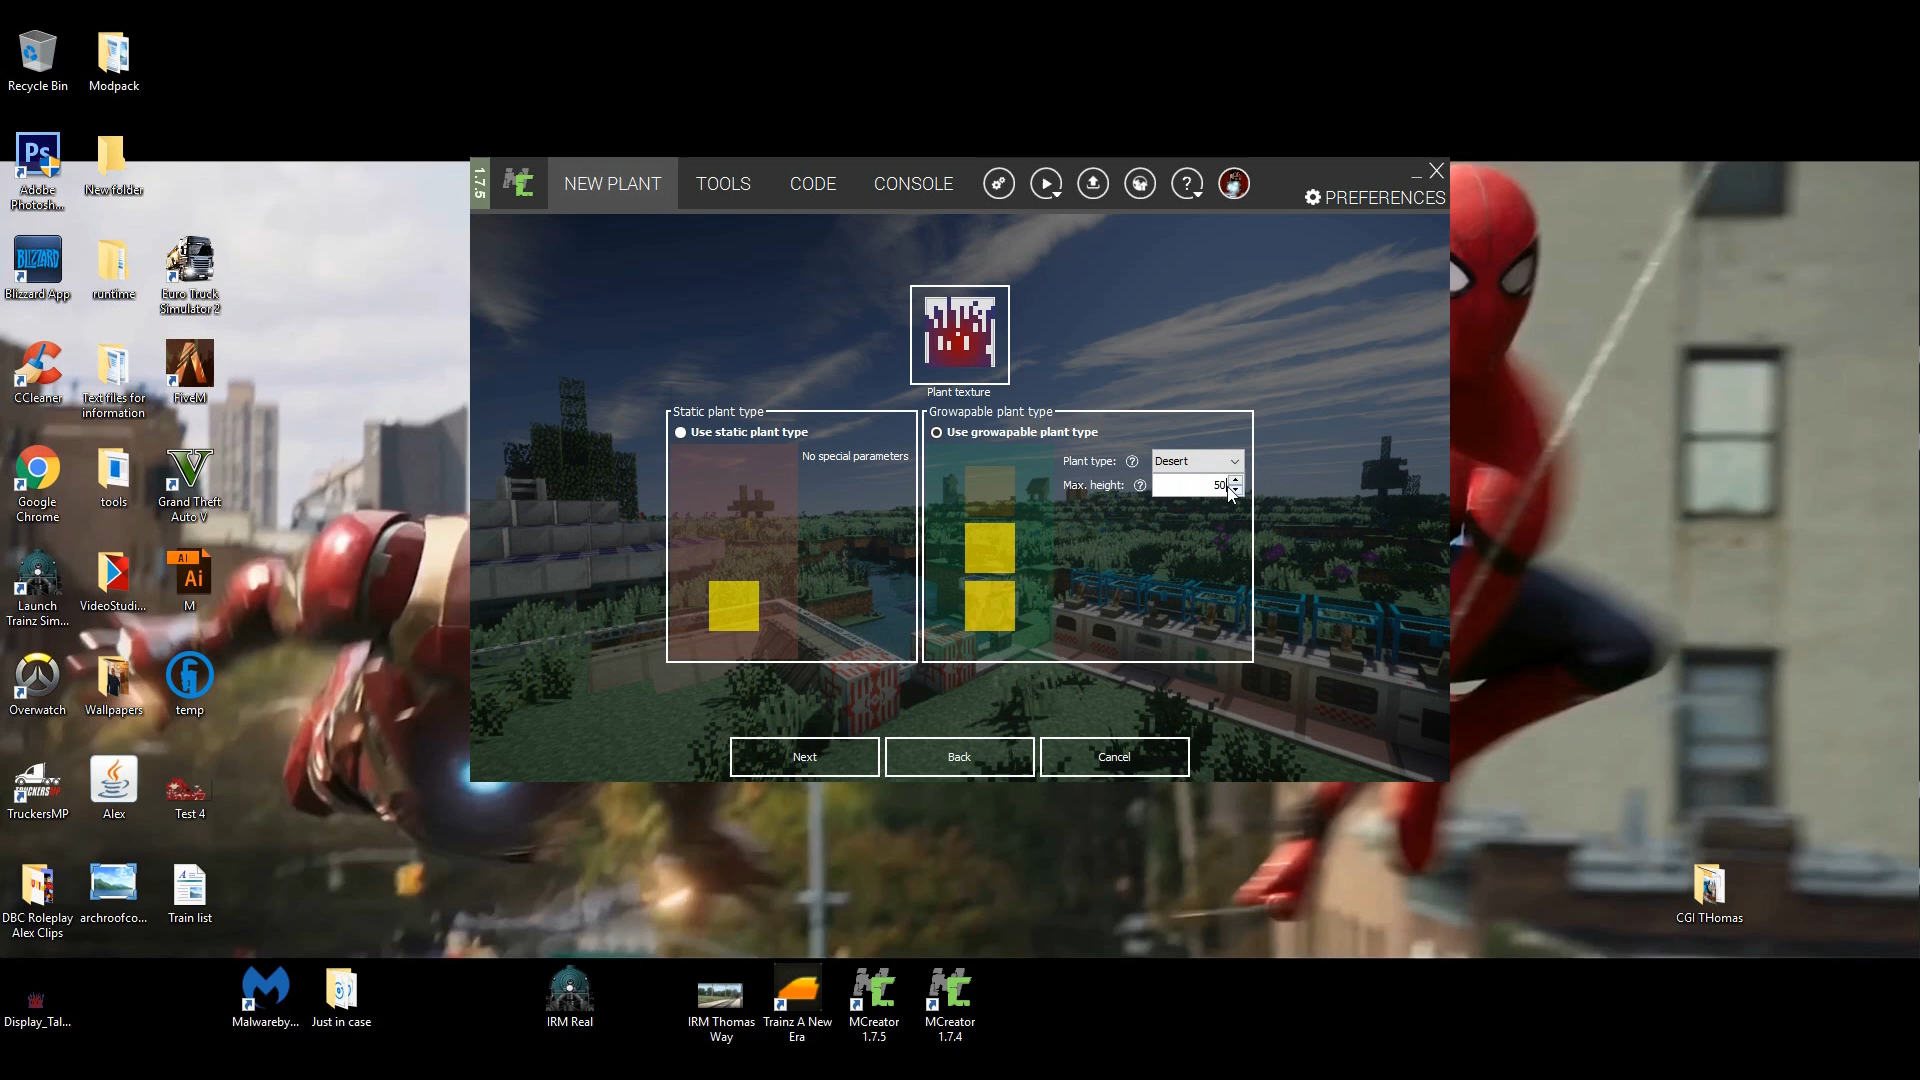 Recycle Bin
Modpack
Ps
Adobe
Photosh...
New folder
BLIZZARD
Blizzard App
runtime
Euro Truck
Simulator 2
CCleaner
Text files for
information
FiveM
Google
Chrome
tools
Grand Theft
Auto V
Launch
Trainz Sim...
VideoStudi...
AI
Ai
M
Overwatch
Wallpapers
temp
TRUCKERSMP
TruckersMP
Alex
Test 4
DBC Roleplay
Alex Clips
archroofco...
Train list
Display_Tal...
Malwareby...
Just in case
IRM Real
IRM Thomas
Way
Trainz A New
Era
MCreator
1.7.5
MCreator
1.7.4
CGI THomas
1.7.5
NEW PLANT
TOOLS
CODE
CONSOLE
?
PREFERENCES
Plant texture
Static plant type
Use static plant type
No special parameters
Growapable plant type
Use growapable plant type
Plant type: ?
Desert
Max. height: ?
50
Next
Back
Cancel